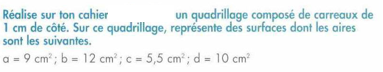 Réalise sur ton cahier un quadrillage composé de carreaux de
1 cm de côté. Sur ce quadrillage, représente des surfaces dont les aires
sont les suivantes.
a = 9 cm²; b = 12 cm²; c = 5,5 cm²; d = 10 cm²